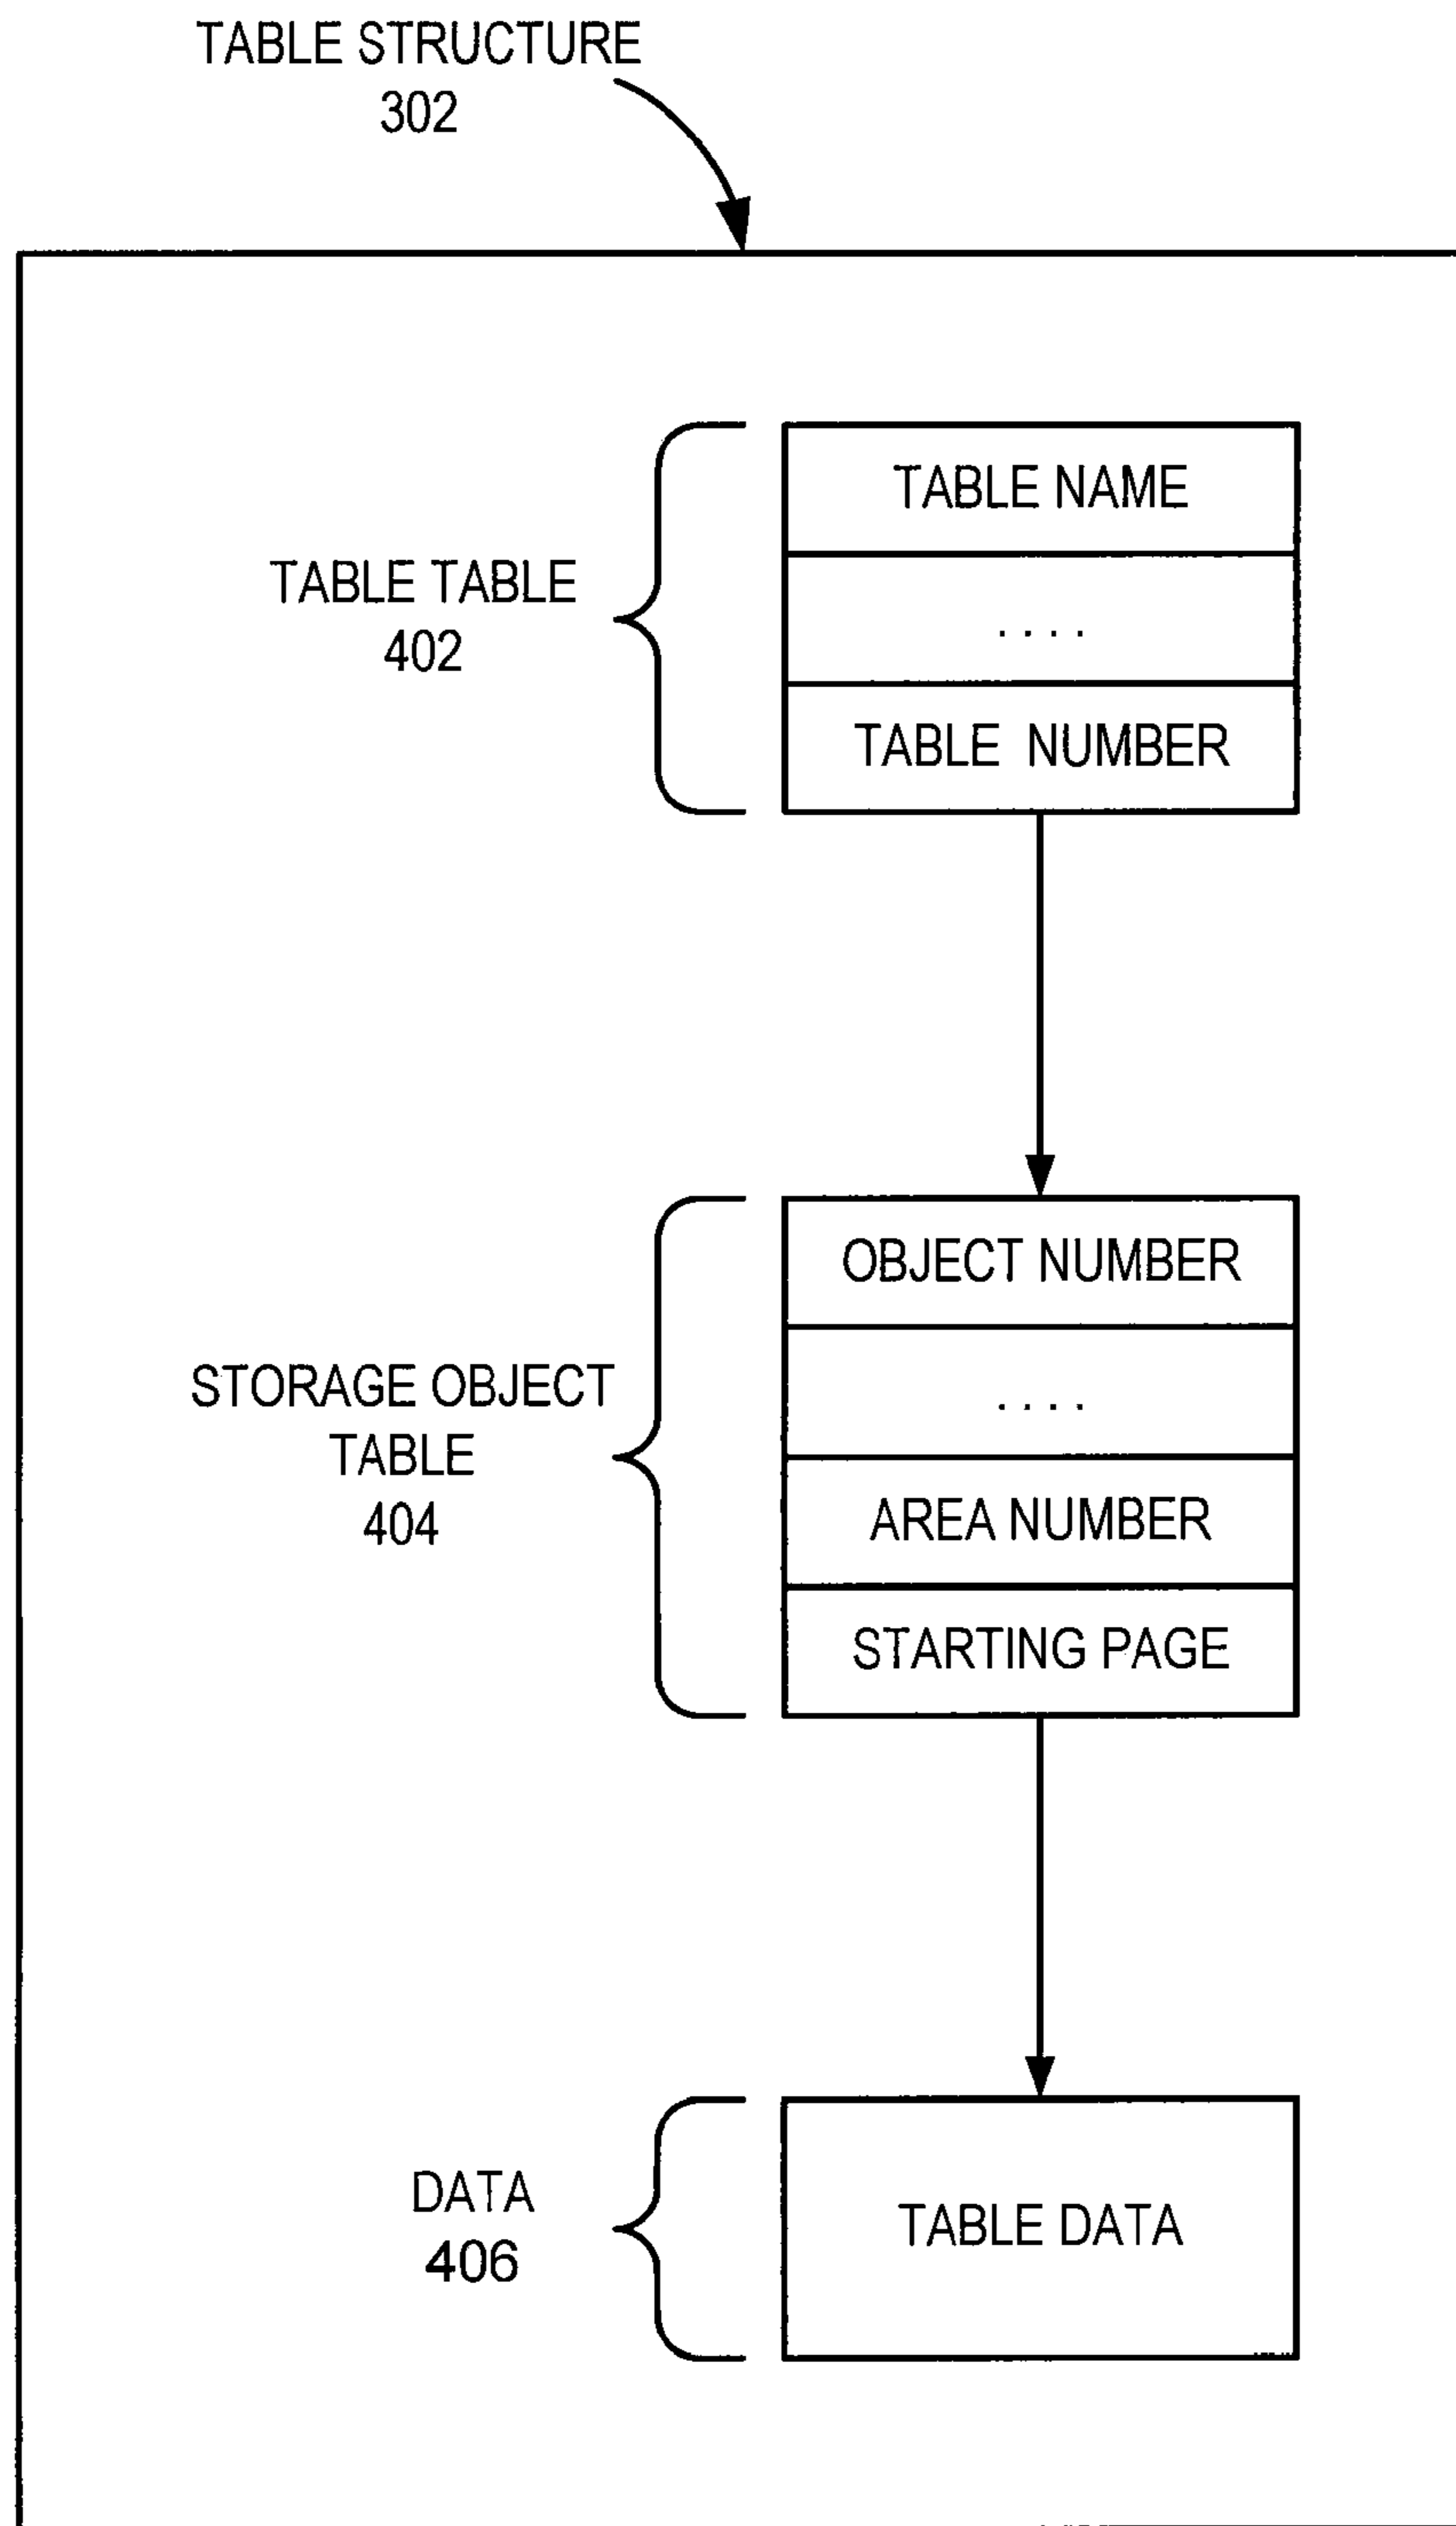 TABLE STRUCTURE
302
TABLE NAME
. . . .
TABLE NUMBER
TABLE TABLE
402
OBJECT NUMBER
. . . .
AREA NUMBER
STARTING PAGE
STORAGE OBJECT
TABLE
404
TABLE DATA
DATA
406